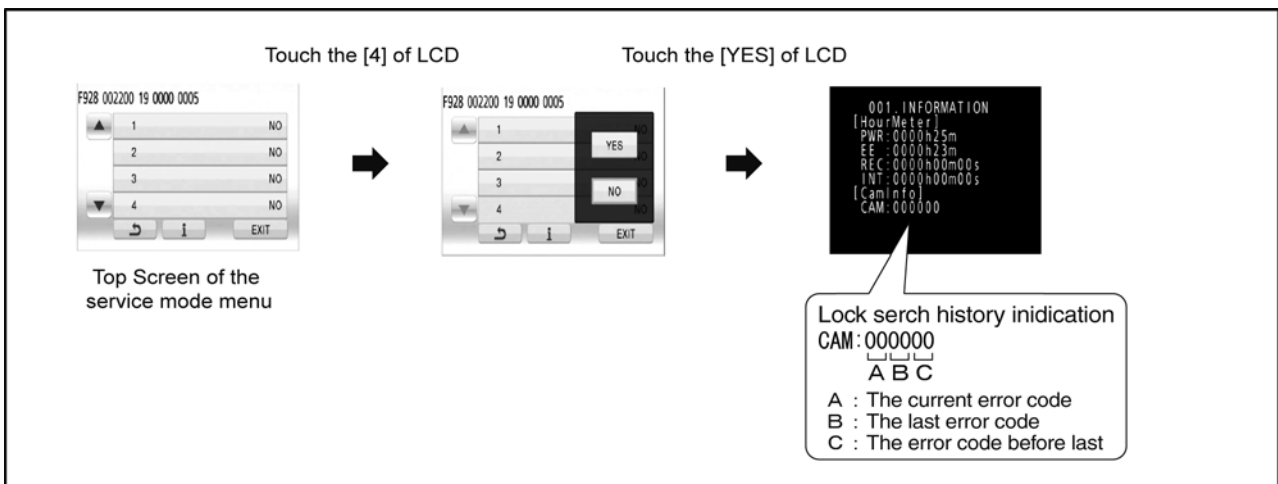 Touch the [4] of LCD
Touch the [YES] of LCD
F928 002200 19 0000 0005
1 NO
2 NO
3 NO
4 NO
i EXIT
Top Screen of the
service mode menu
F928 002200 19 0000 0005
1
2
3
4
YES
NO
i EXIT
001.INFORMATION
[HourMeter]
PWR:0000h25m
EE :0000h23m
REC:0000h00m00s
INT:0000h00m00s
[CamInfo]
CAM:000000
Lock serch history inidication
CAM:000000
A B C
A : The current error code
B : The last error code
C : The error code before last